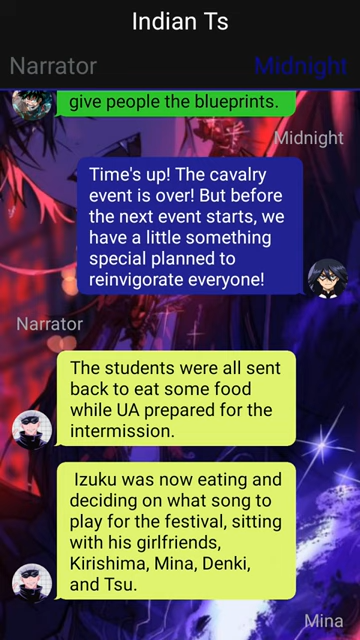 Indian Ts
Narrator
Midnight
give people the blueprints.
Midnight
Time's up! The cavalry
event is over! But before
the next event starts, we
have a little something
special planned to
reinvigorate everyone!
Narrator
The students were all sent
back to eat some food
while UA prepared for the
intermission.
Izuku was now eating and
deciding on what song to
play for the festival, sitting
with his girlfriends,
Kirishima, Mina, Denki,
and Tsu.
Mina